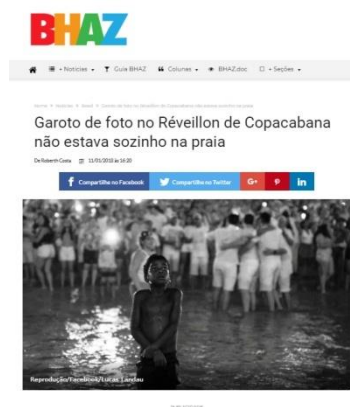 BHAZ
Notícias Guia BHAZ Colunas BHAZ.doc + Seções
Garoto de foto no Réveillon de Copacabana
não estava sozinho na praia
De Roberth Costa 11/01/2018 às 16:20
Compartilhe no Facebook Compartilhe no Twitter G+ in
Reprodução/Facebook/Lucas Landau